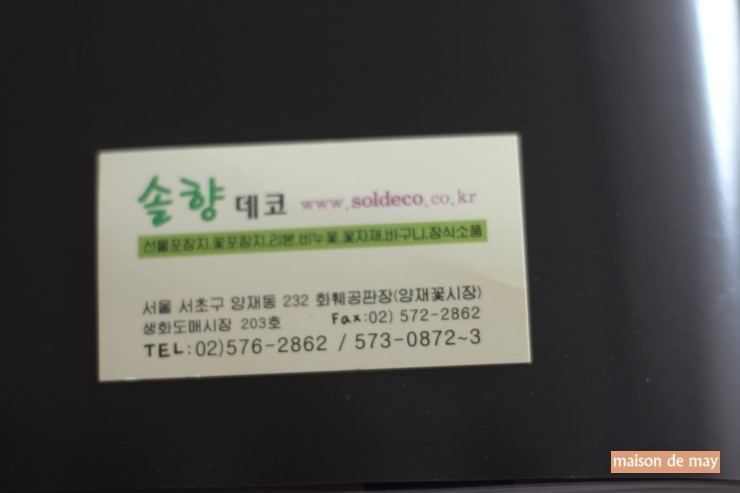 솔향 데코 www.soldeco.co.kr
선물포장지,꽃포장지,리본,비누꽃,꽃자재,바구니,장식소품
서울 서초구 양재동 232 화훼공판장(양재꽃시장)
생화도매시장 203호 Fax:02) 572-2862
TEL:02)576-2862 / 573-0872~3
maison de may